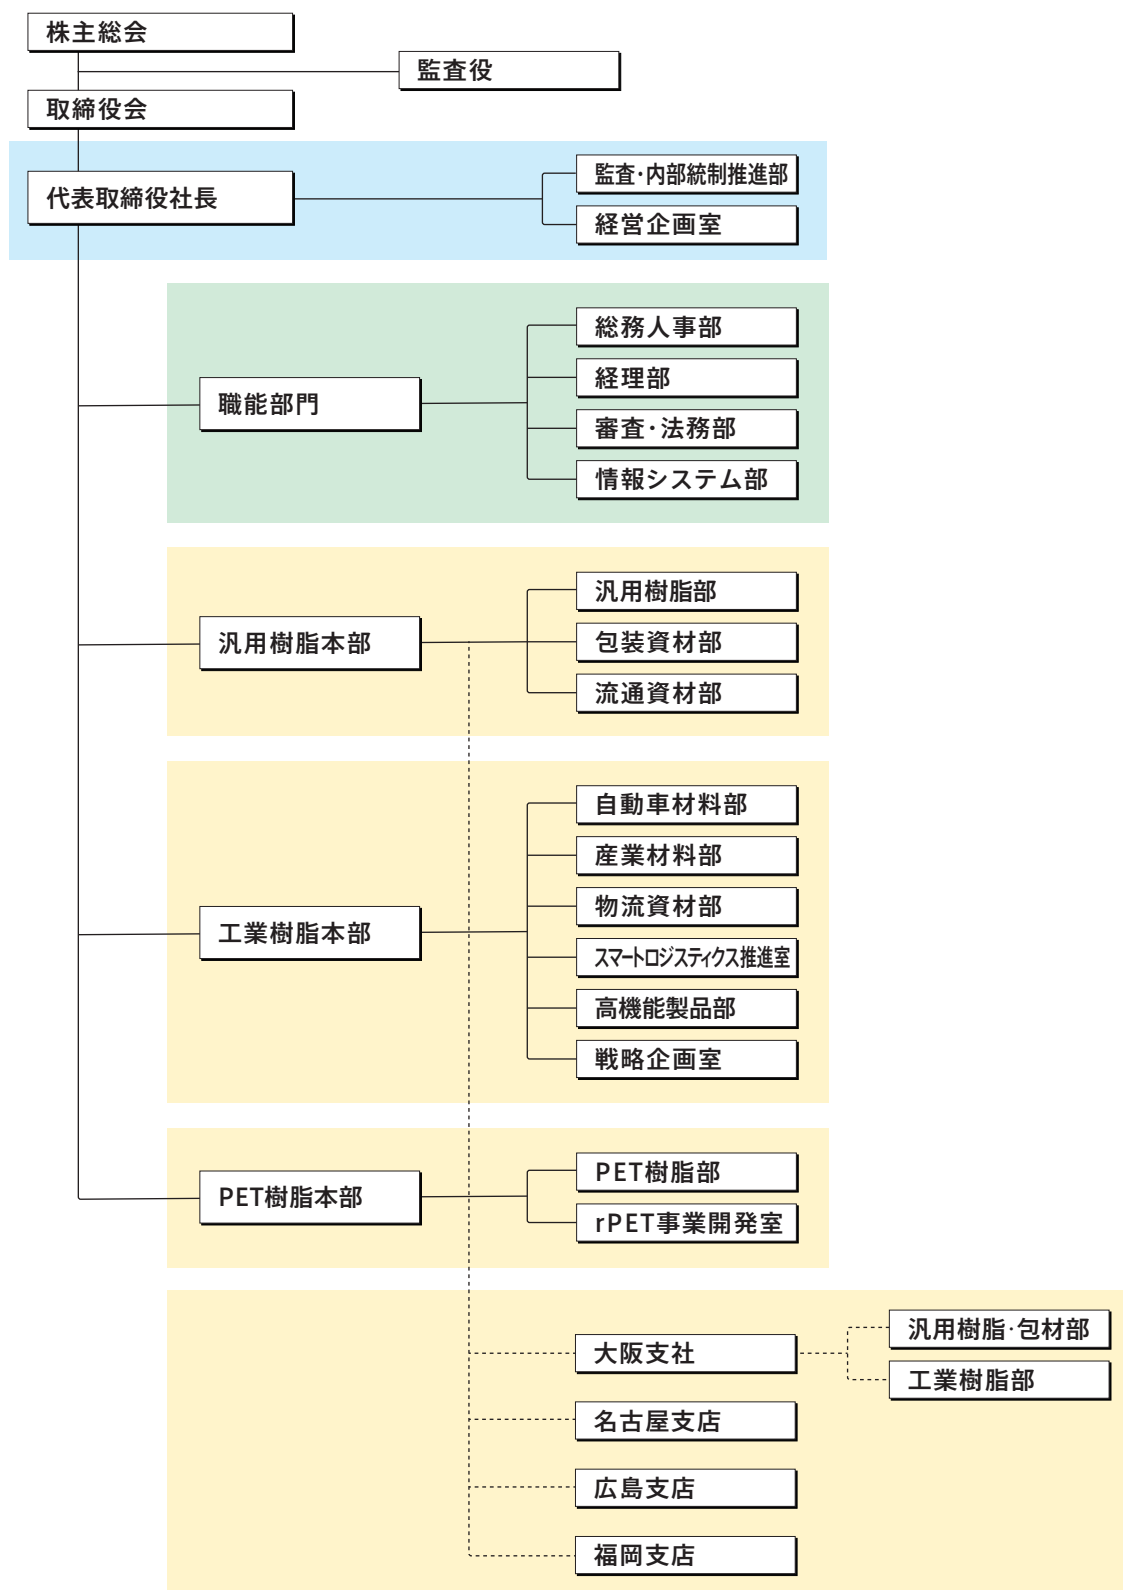 株主総会
監査役
取締役会
代表取締役社長
監査・内部統制推進部
経営企画室
職能部門
総務人事部
経理部
審査・法務部
情報システム部
汎用樹脂本部
汎用樹脂部
包装資材部
流通資材部
工業樹脂本部
自動車材料部
産業材料部
物流資材部
スマートロジスティクス推進室
高機能製品部
戦略企画室
PET樹脂本部
PET樹脂部
rPET事業開発室
大阪支社
汎用樹脂・包材部
工業樹脂部
名古屋支店
広島支店
福岡支店